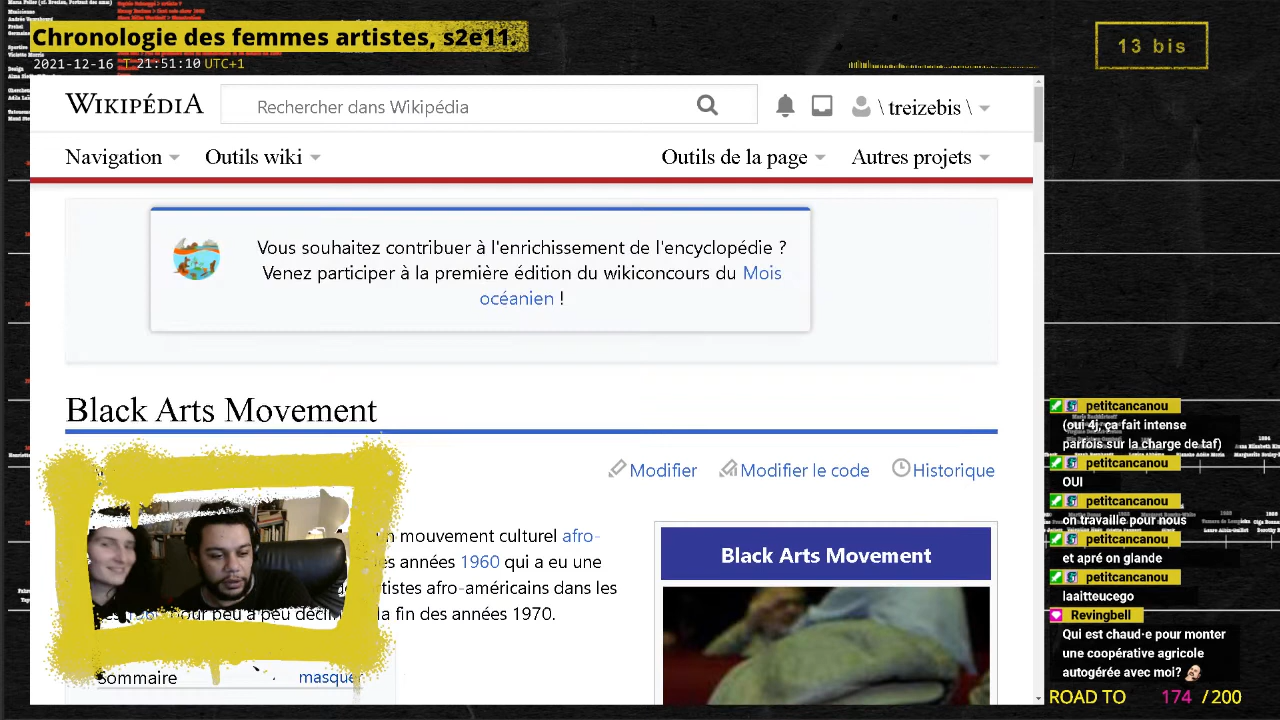 Chronologie des femmes artistes, s2e11.
2021-12-16 T 21:51:10 UTC+1
13 bis
WIKIPÉDIA
Rechercher dans Wikipédia
\ treizebis \
Navigation
Outils wiki
Outils de la page
Autres projets
Vous souhaitez contribuer à l'enrichissement de l'encyclopédie ?
Venez participer à la première édition du wikiconcours du Mois
océanien !
Black Arts Movement
Modifier
Modifier le code
Historique
mouvement culturel afro-
es années 1960 qui a eu une
artistes afro-américains dans les
pour peu à peu décli
la fin des années 1970.
Sommaire
masquer
Black Arts Movement
petitcancanou
(oui 4j, ça fait intense
parfois sur la charge de taf)
petitcancanou
OUI
petitcancanou
on travaille pour nous
petitcancanou
et apré on glande
petitcancanou
laaitteucego
Revingbell
Qui est chaud·e pour monter
une coopérative agricole
autogérée avec moi?
ROAD TO 174 / 200